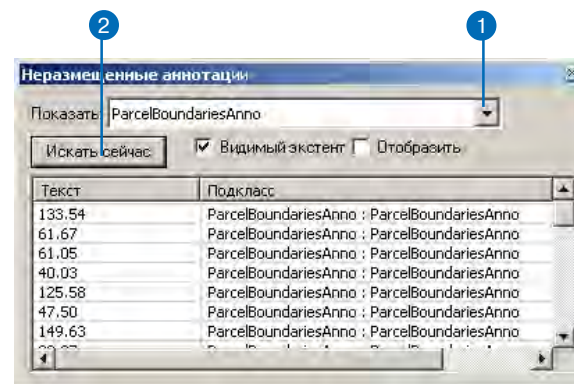 2 1
Неразмещенные аннотации
Показать: ParcelBoundariesAnno
Искать сейчас Видимый экстент Отобразить
Текст Подкласс
133.54 ParcelBoundariesAnno : ParcelBoundariesAnno
61.67 ParcelBoundariesAnno : ParcelBoundariesAnno
61.05 ParcelBoundariesAnno : ParcelBoundariesAnno
40.03 ParcelBoundariesAnno : ParcelBoundariesAnno
125.58 ParcelBoundariesAnno : ParcelBoundariesAnno
47.50 ParcelBoundariesAnno : ParcelBoundariesAnno
149.63 ParcelBoundariesAnno : ParcelBoundariesAnno